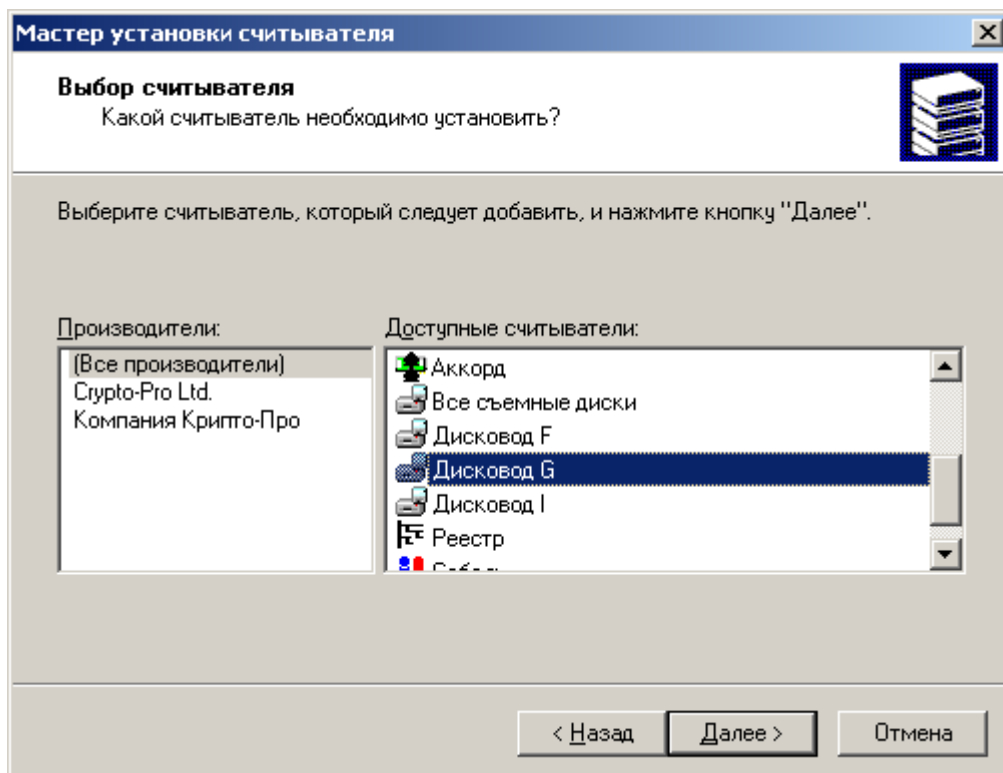 Мастер установки считывателя
Выбор считывателя
Какой считыватель необходимо установить?
Выберите считыватель, который следует добавить, и нажмите кнопку "Далее".
Производители:
(Все производители)
Crypto-Pro Ltd.
Компания Крипто-Про
Доступные считыватели:
Аккорд
Все съемные диски
Дисковод F
Дисковод G
Дисковод I
Реестр
< Назад
Далее >
Отмена